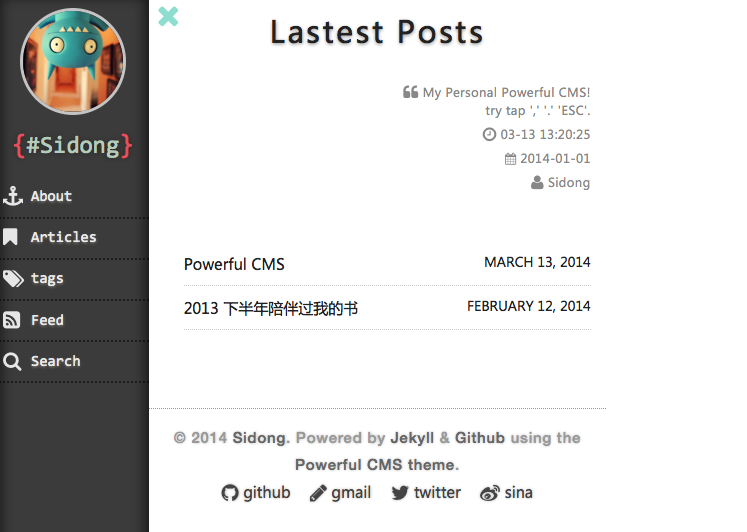 {#Sidong}
About
Articles
tags
Feed
Search
Lastest Posts
My Personal Powerful CMS!
try tap ',' '.' 'ESC'.
03-13 13:20:25
2014-01-01
Sidong
Powerful CMS MARCH 13, 2014
2013 下半年陪伴过我的书 FEBRUARY 12, 2014
© 2014 Sidong. Powered by Jekyll & Github using the
Powerful CMS theme.
github gmail twitter sina